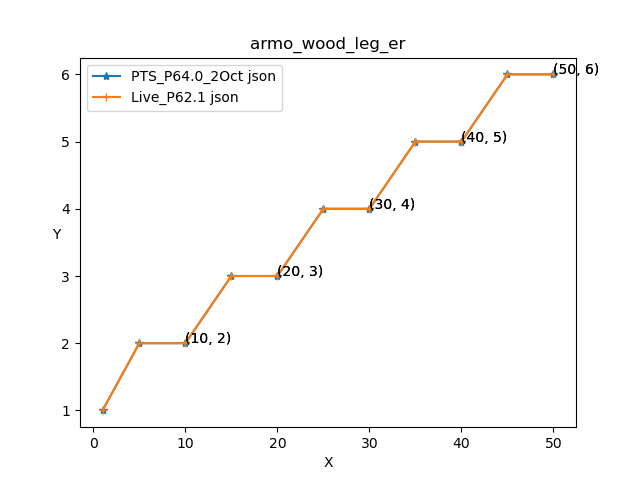 armo_wood_leg_er
PTS_P64.0_2Oct json
Live_P62.1 json
6
5
4
3
2
1
Y
(50, 6)
(40, 5)
(30, 4)
(20, 3)
(10, 2)
0 10 20 30 40 50
X